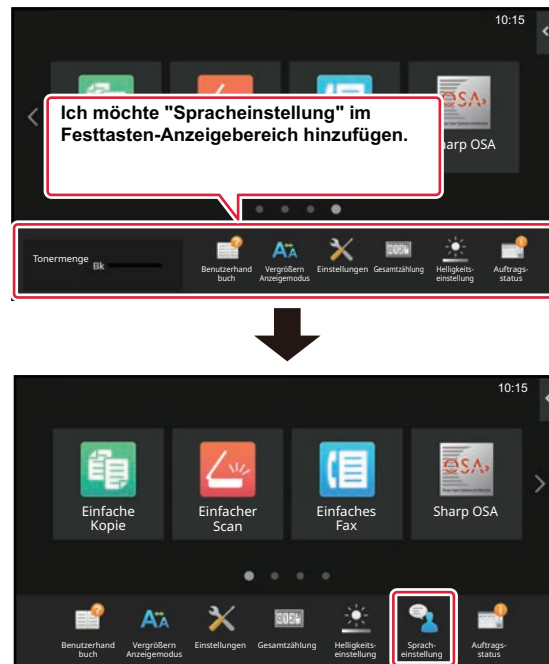 10:15
Ich möchte "Spracheinstellung" im
Festtasten-Anzeigebereich hinzufügen.
arp OSA
Tonermenge
Bk
Benutzerhand
buch
Vergrößern
Anzeigemodus
Einstellungen
Gesamtzählung
Helligkeits-
einstellung
Auftrags-
status
10:15
Einfache
Kopie
Einfacher
Scan
Einfaches
Fax
Sharp OSA
Benutzerhand
buch
Vergrößern
Anzeigemodus
Einstellungen
Gesamtzählung
Helligkeits-
einstellung
Sprach-
einstellung
Auftrags-
status